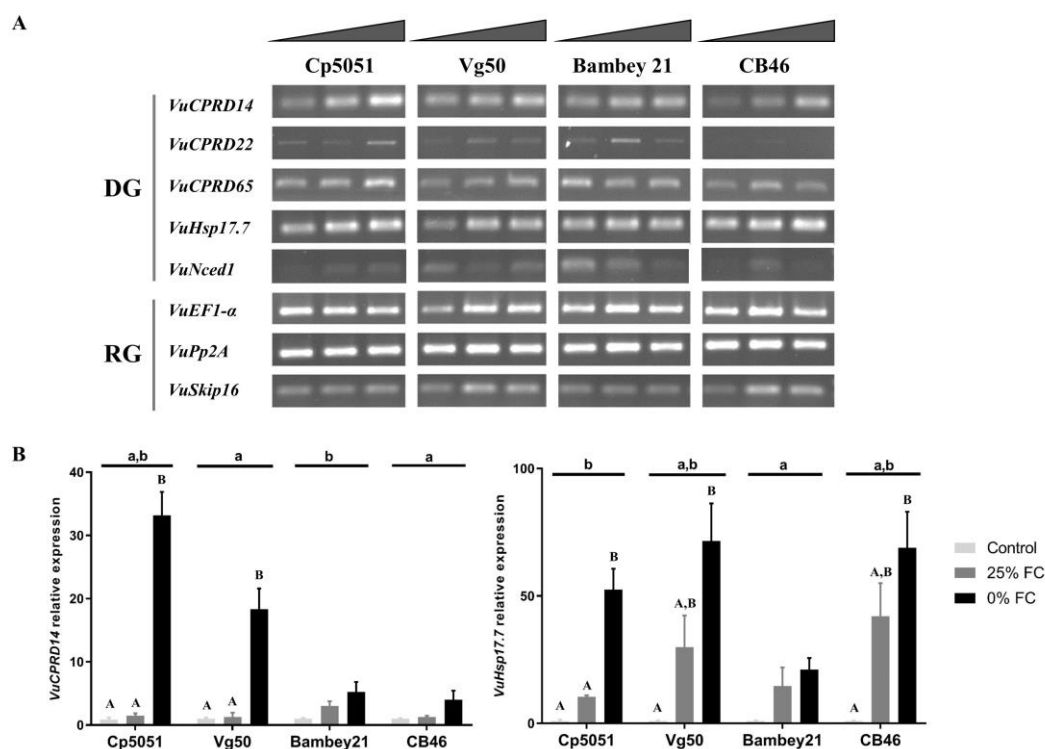 A
Cp5051 Vg50 Bambey 21 CB46
VuCPRD14
VuCPRD22
DG VuCPRD65
VuHsp17.7
VuNced1
VuEF1-α
RG VuPp2A
VuSkip16
B
a,b a b a
VuCPRD14 relative expression
40
30
20
10
0
A A B
A A B
Cp5051 Vg50 Bambey21 CB46
b a,b a a,b
VuHsp17.7 relative expression
100
50
0
A A B
A A,B B
A A,B B
Cp5051 Vg50 Bambey21 CB46
Control
25% FC
0% FC